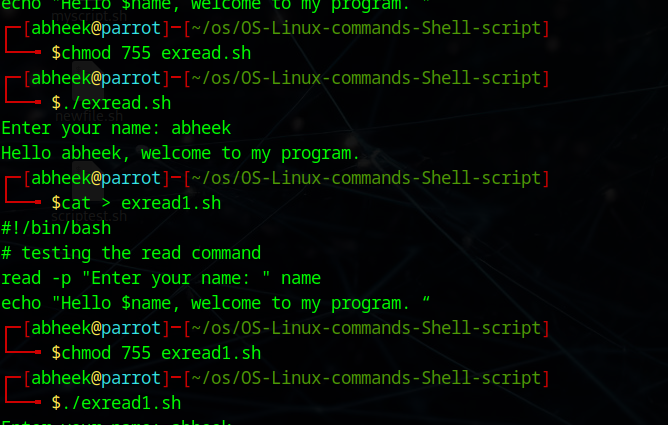 echo "Hello $name, welcome to my program. "
┌─[abheek@parrot]─[~/os/OS-Linux-commands-Shell-script]
└──╼ $chmod 755 exread.sh
┌─[abheek@parrot]─[~/os/OS-Linux-commands-Shell-script]
└──╼ $./exread.sh
Enter your name: abheek
Hello abheek, welcome to my program.
┌─[abheek@parrot]─[~/os/OS-Linux-commands-Shell-script]
└──╼ $cat > exread1.sh
#!/bin/bash
# testing the read command
read -p "Enter your name: " name
echo "Hello $name, welcome to my program. “
┌─[abheek@parrot]─[~/os/OS-Linux-commands-Shell-script]
└──╼ $chmod 755 exread1.sh
┌─[abheek@parrot]─[~/os/OS-Linux-commands-Shell-script]
└──╼ $./exread1.sh
Enter your name: abheek